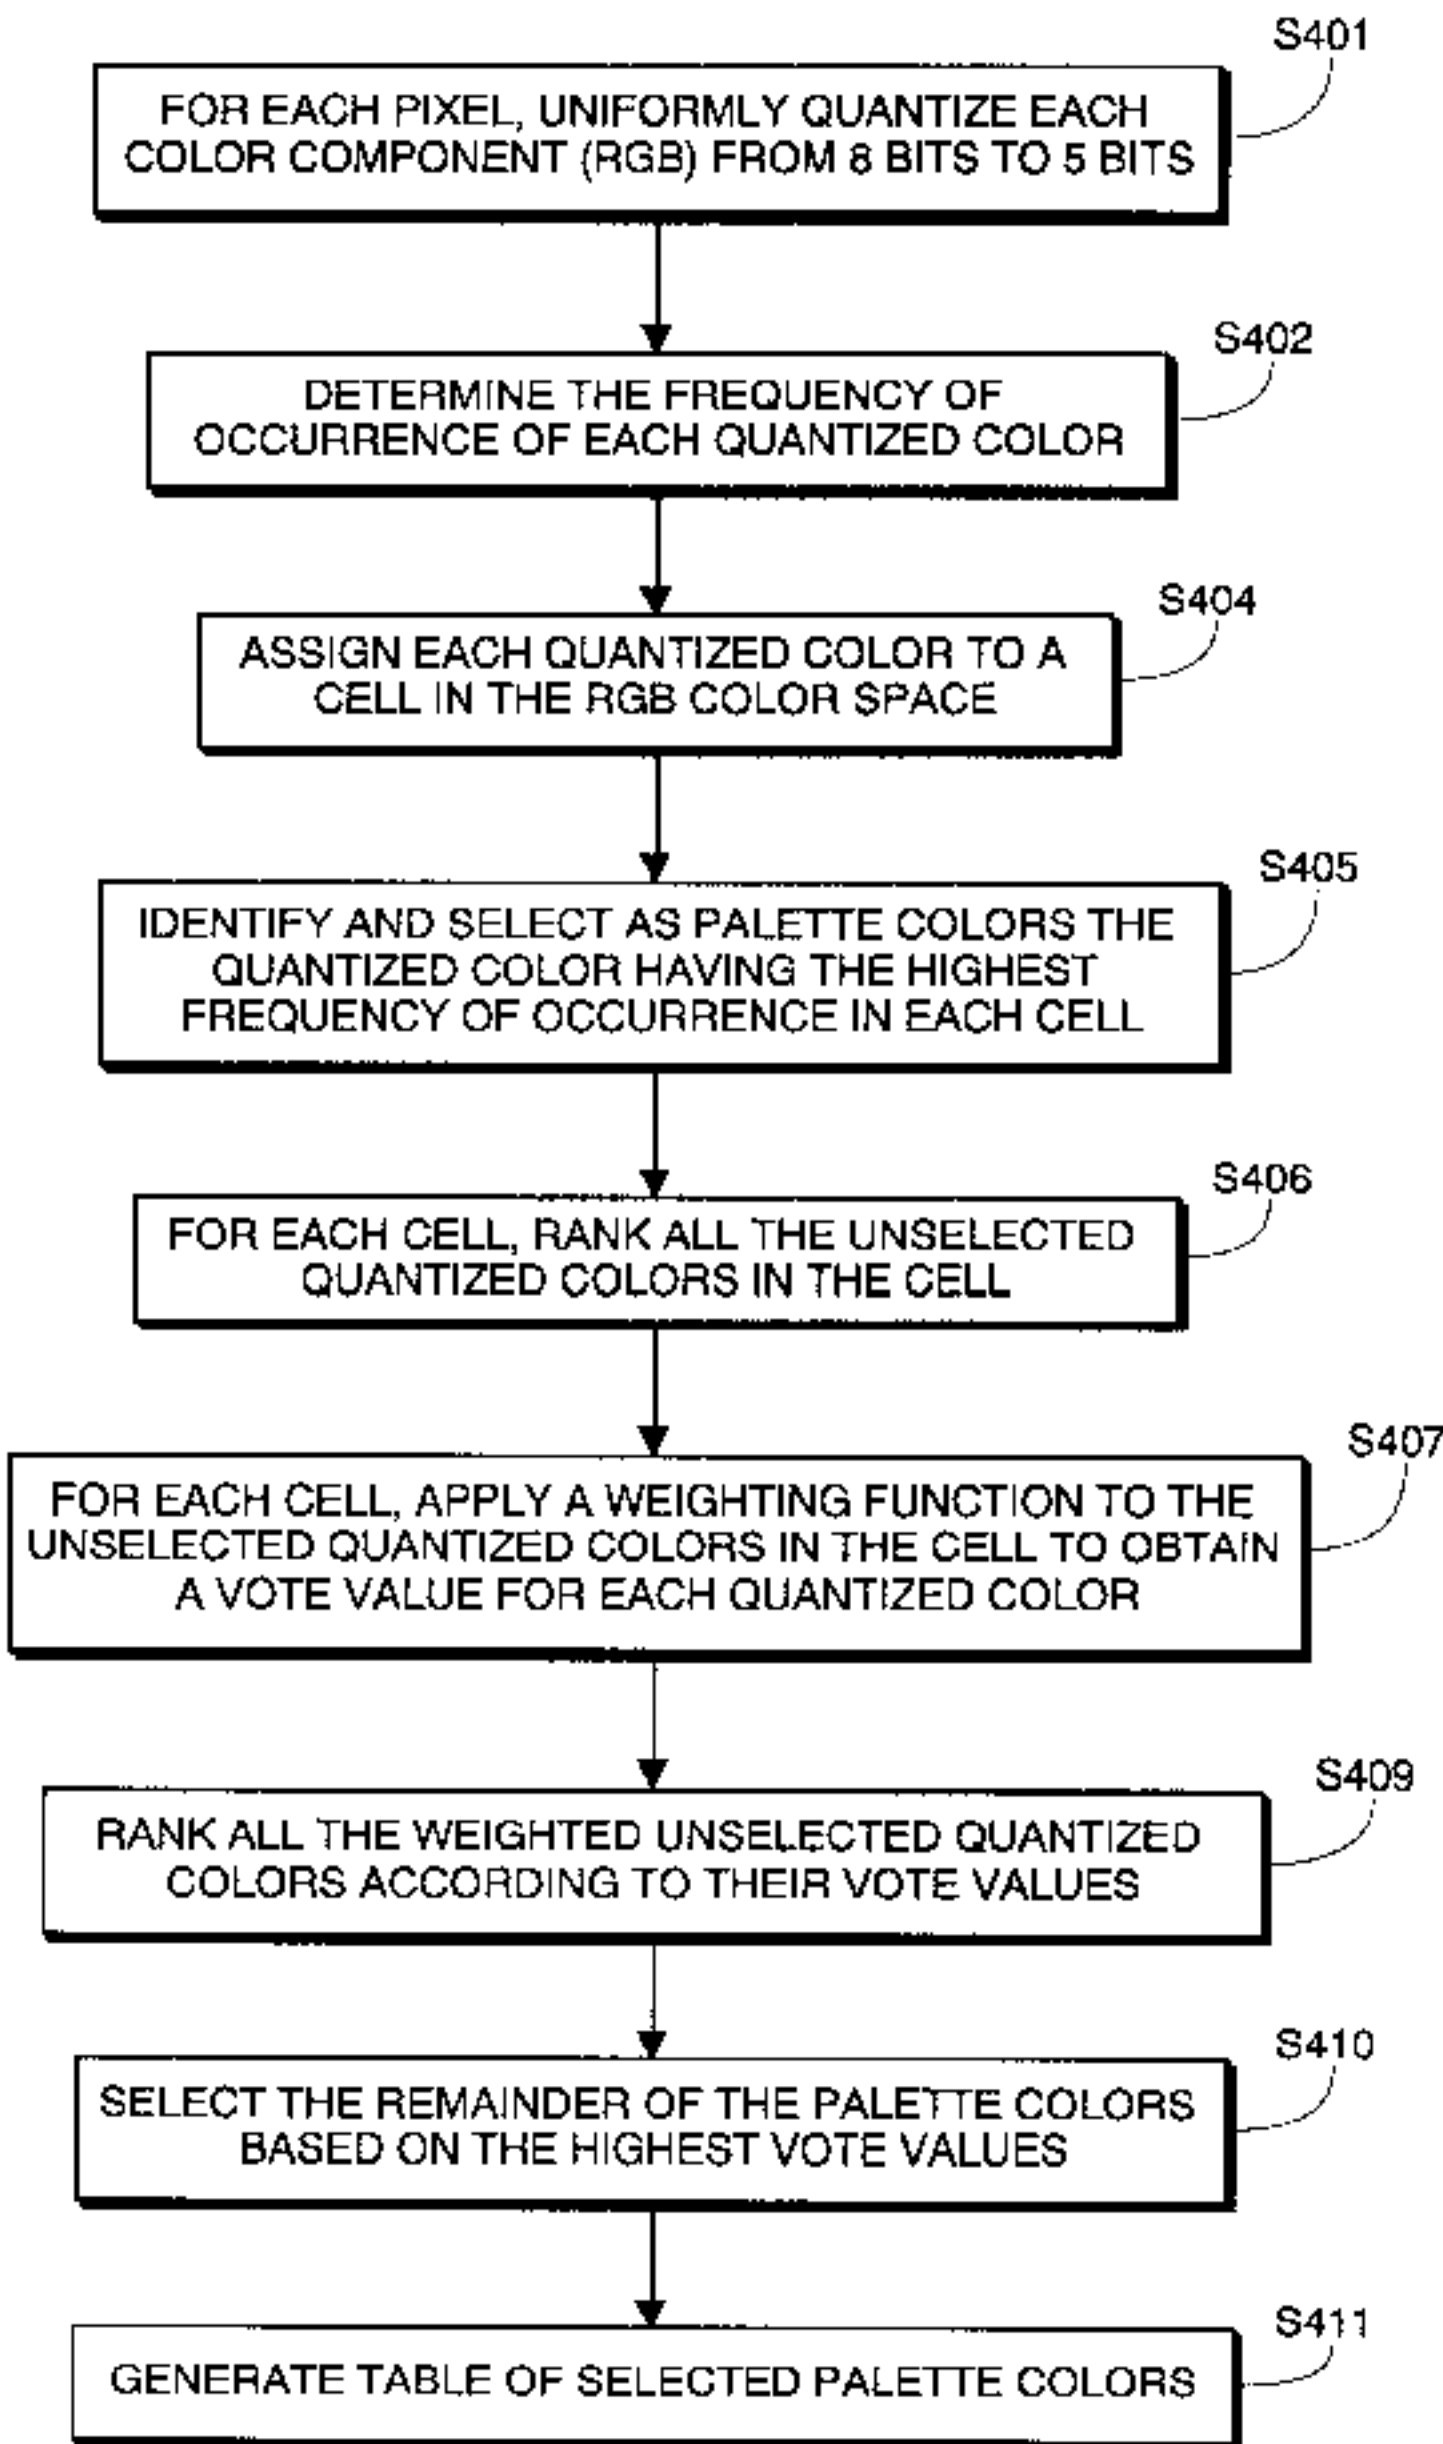 S401
FOR EACH PIXEL, UNIFORMLY QUANTIZE EACH
COLOR COMPONENT (RGB) FROM 8 BITS TO 5 BITS
S402
DETERMINE THE FREQUENCY OF
OCCURRENCE OF EACH QUANTIZED COLOR
S404
ASSIGN EACH QUANTIZED COLOR TO A
CELL IN THE RGB COLOR SPACE
S405
IDENTIFY AND SELECT AS PALETTE COLORS THE
QUANTIZED COLOR HAVING THE HIGHEST
FREQUENCY OF OCCURRENCE IN EACH CELL
S406
FOR EACH CELL, RANK ALL THE UNSELECTED
QUANTIZED COLORS IN THE CELL
S407
FOR EACH CELL, APPLY A WEIGHTING FUNCTION TO THE
UNSELECTED QUANTIZED COLORS IN THE CELL TO OBTAIN
A VOTE VALUE FOR EACH QUANTIZED COLOR
S409
RANK ALL THE WEIGHTED UNSELECTED QUANTIZED
COLORS ACCORDING TO THEIR VOTE VALUES
S410
SELECT THE REMAINDER OF THE PALETTE COLORS
BASED ON THE HIGHEST VOTE VALUES
S411
GENERATE TABLE OF SELECTED PALETTE COLORS